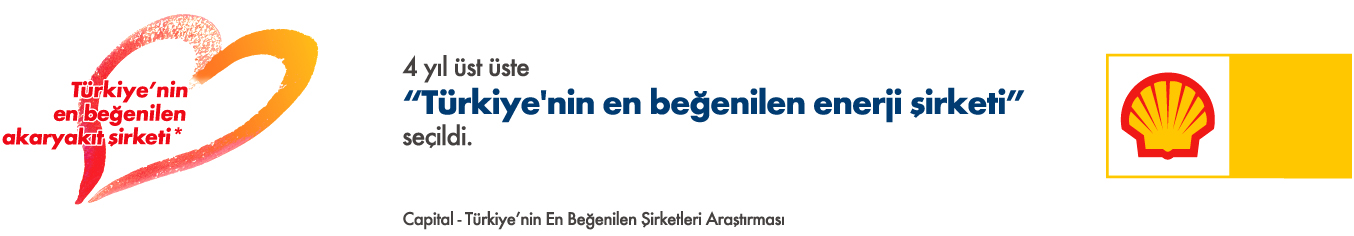 Türkiye’nin
en beğenilen
akaryakıt şirketi*
4 yıl üst üste
“Türkiye'nin en beğenilen enerji şirketi”
seçildi.
Capital - Türkiye’nin En Beğenilen Şirketleri Araştırması